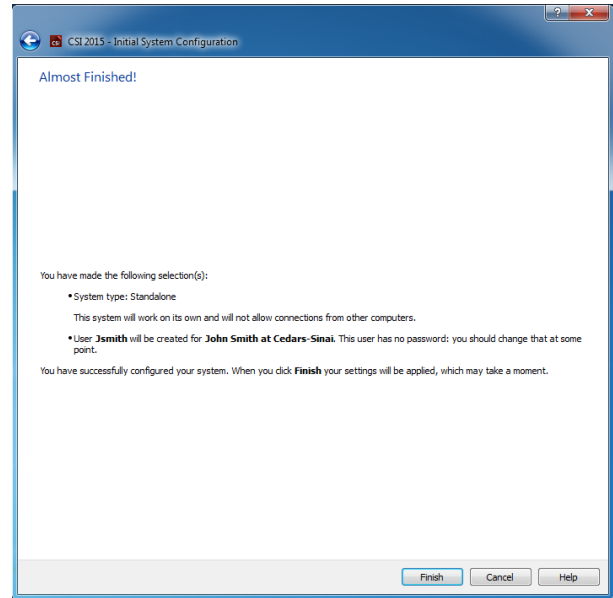 ? X
CSI CSI 2015 - Initial System Configuration
Almost Finished!
You have made the following selection(s):
• System type: Standalone
This system will work on its own and will not allow connections from other computers.
• User Jsmith will be created for John Smith at Cedars-Sinai. This user has no password: you should change that at some
point.
You have successfully configured your system. When you click Finish your settings will be applied, which may take a moment.
Finish Cancel Help